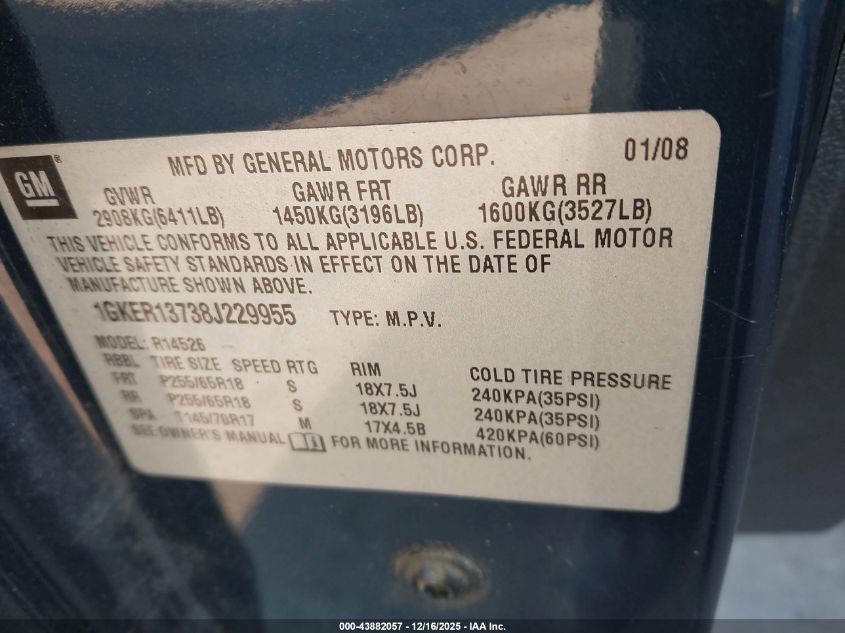 GM ®
MFD BY GENERAL MOTORS CORP. 01/08
GVWR GAWR FRT GAWR RR
2908KG(6411LB) 1450KG(3196LB) 1600KG(3527LB)
THIS VEHICLE CONFORMS TO ALL APPLICABLE U.S. FEDERAL MOTOR
VEHICLE SAFETY STANDARDS IN EFFECT ON THE DATE OF
MANUFACTURE SHOWN ABOVE.
1GKER13738J229955 TYPE: M.P.V.
MODEL: R14526
RBBL TIRE SIZE SPEED RTG RIM COLD TIRE PRESSURE
FRT P255/65R18 S 18X7.5J 240KPA(35PSI)
RR P255/65R18 S 18X7.5J 240KPA(35PSI)
SPA T145/70R17 M 17X4.5B 420KPA(60PSI)
SEE OWNER'S MANUAL FOR MORE INFORMATION.
000-43882057 - 12/16/2025 - IAA Inc.